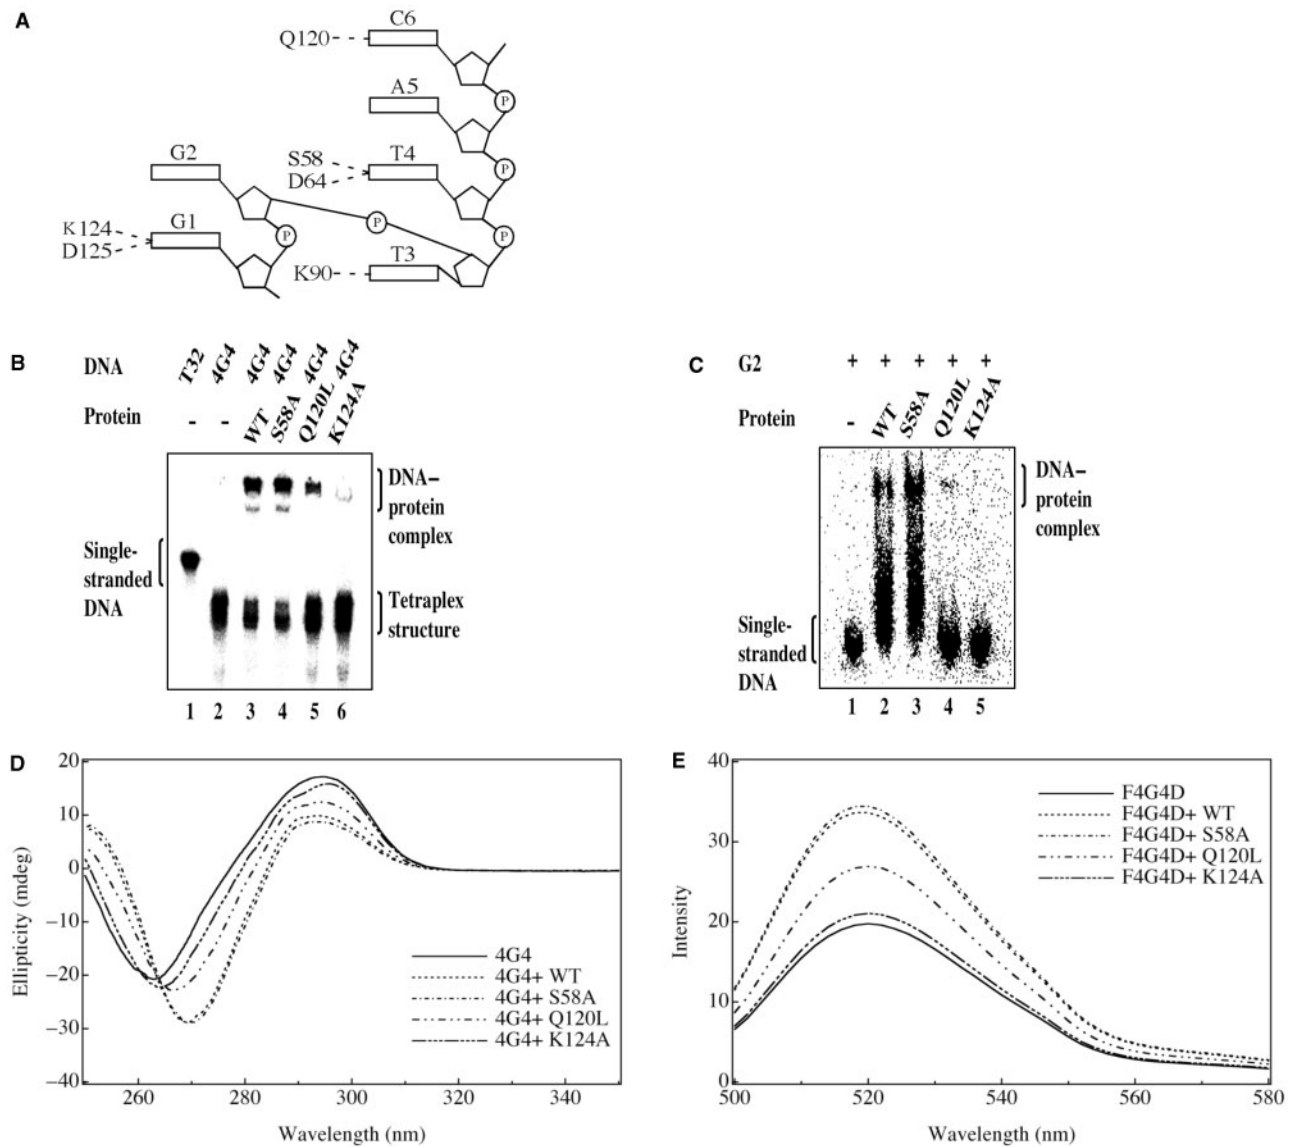 A
C6
Q120
P
A5
P
G2
S58
T4
D64
P
K124
G1
P
D125
P
T3
K90
B
DNA T32 4G4 4G4 4G4 4G4 4G4
Protein - - WT S58A Q120L K124A
DNA–
protein
complex
Single-
stranded
DNA
Tetraplex
structure
1 2 3 4 5 6
C
G2 + + + + +
Protein - WT S58A Q120L K124A
DNA–
protein
complex
Single-
stranded
DNA
1 2 3 4 5
D
Ellipticity (mdeg)
20
10
0
–10
–20
–30
–40
4G4
4G4+ WT
4G4+ S58A
4G4+ Q120L
4G4+ K124A
260 280 300 320 340
Wavelength (nm)
E
Intensity
40
30
20
10
0
F4G4D
F4G4D+ WT
F4G4D+ S58A
F4G4D+ Q120L
F4G4D+ K124A
500 520 540 560 580
Wavelength (nm)